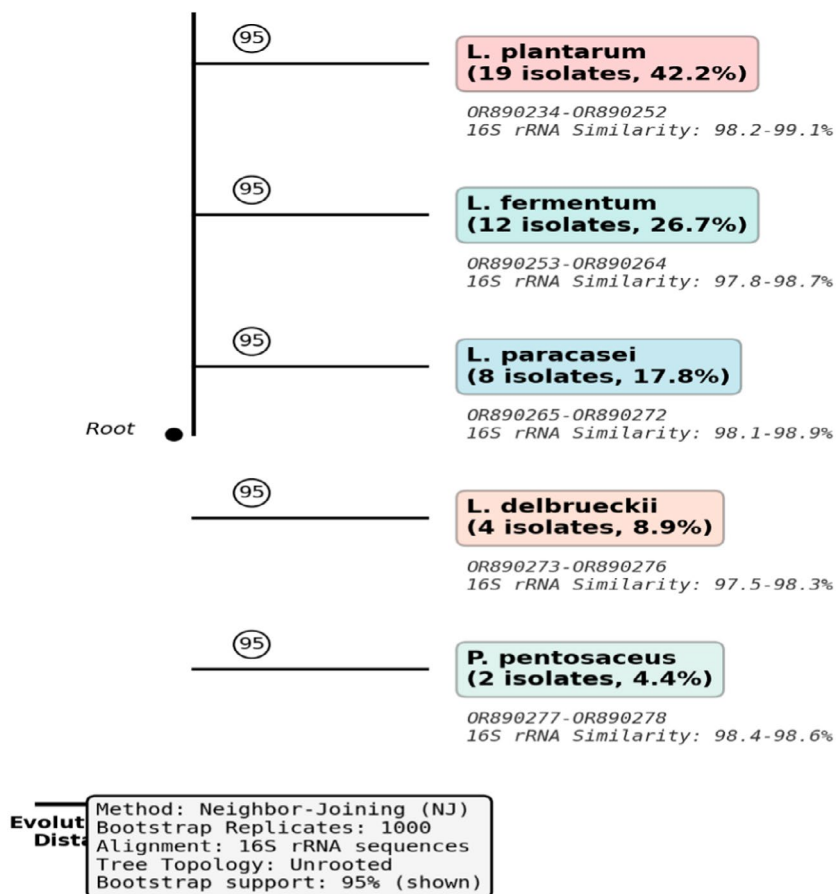 95
L. plantarum
(19 isolates, 42.2%)
OR890234-OR890252
16S rRNA Similarity: 98.2-99.1%
95
L. fermentum
(12 isolates, 26.7%)
OR890253-OR890264
16S rRNA Similarity: 97.8-98.7%
95
L. paracasei
(8 isolates, 17.8%)
OR890265-OR890272
16S rRNA Similarity: 98.1-98.9%
Root
95
L. delbrueckii
(4 isolates, 8.9%)
OR890273-OR890276
16S rRNA Similarity: 97.5-98.3%
95
P. pentosaceus
(2 isolates, 4.4%)
OR890277-OR890278
16S rRNA Similarity: 98.4-98.6%
Evolut
Dista
Method: Neighbor-Joining (NJ)
Bootstrap Replicates: 1000
Alignment: 16S rRNA sequences
Tree Topology: Unrooted
Bootstrap support: 95% (shown)